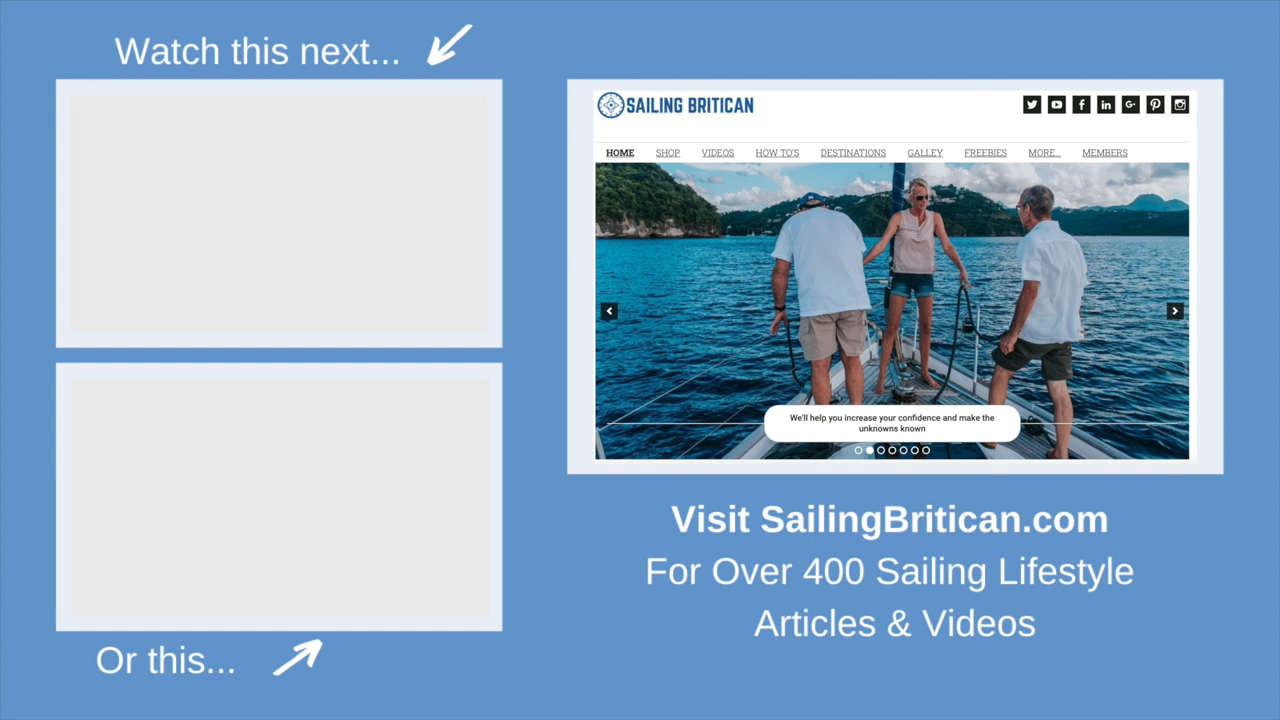 Watch this next...
SAILING BRITICAN
HOME SHOP VIDEOS HOW TO'S DESTINATIONS GALLEY FREEBIES MORE... MEMBERS
We'll help you increase your confidence and make the
unknowns known
Visit SailingBritican.com
For Over 400 Sailing Lifestyle
Articles & Videos
Or this...